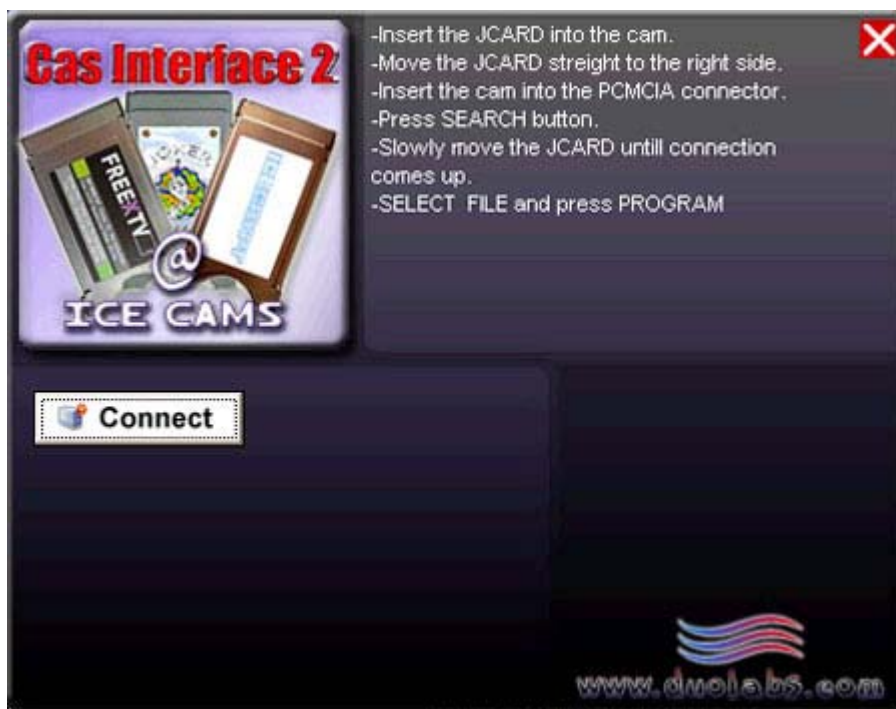 Cas Interface 2
FREEXTV
JOKER
@
ICE CAMS
-Insert the JCARD into the cam.
-Move the JCARD streight to the right side.
-Insert the cam into the PCMCIA connector.
-Press SEARCH button.
-Slowly move the JCARD untill connection
comes up.
-SELECT FILE and press PROGRAM
Connect
www.duolabs.com